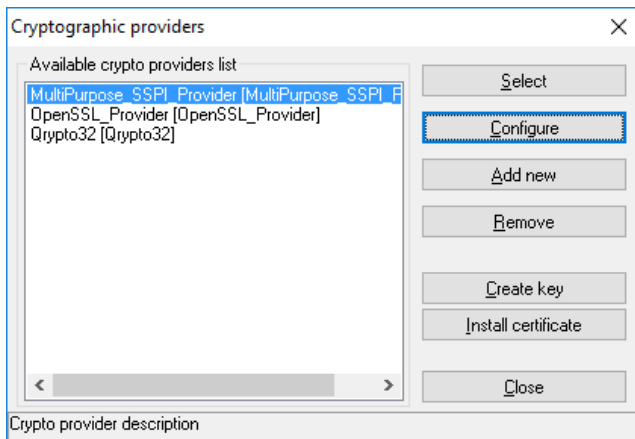 Cryptographic providers
Available crypto providers list
MultiPurpose_SSPI_Provider [MultiPurpose_SSPI_F
OpenSSL_Provider [OpenSSL_Provider]
Qrypto32 [Qrypto32]
Select
Configure
Add new
Remove
Create key
Install certificate
Close
Crypto provider description